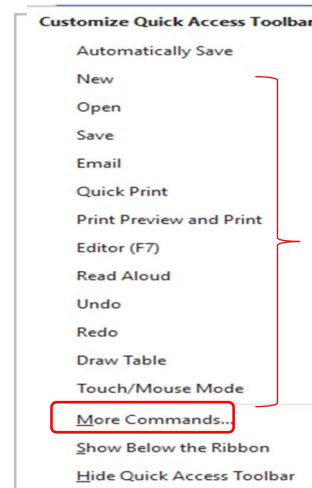 Customize Quick Access Toolbar
Automatically Save
New
Open
Save
Email
Quick Print
Print Preview and Print
Editor (F7)
Read Aloud
Undo
Redo
Draw Table
Touch/Mouse Mode
More Commands...
Show Below the Ribbon
Hide Quick Access Toolbar